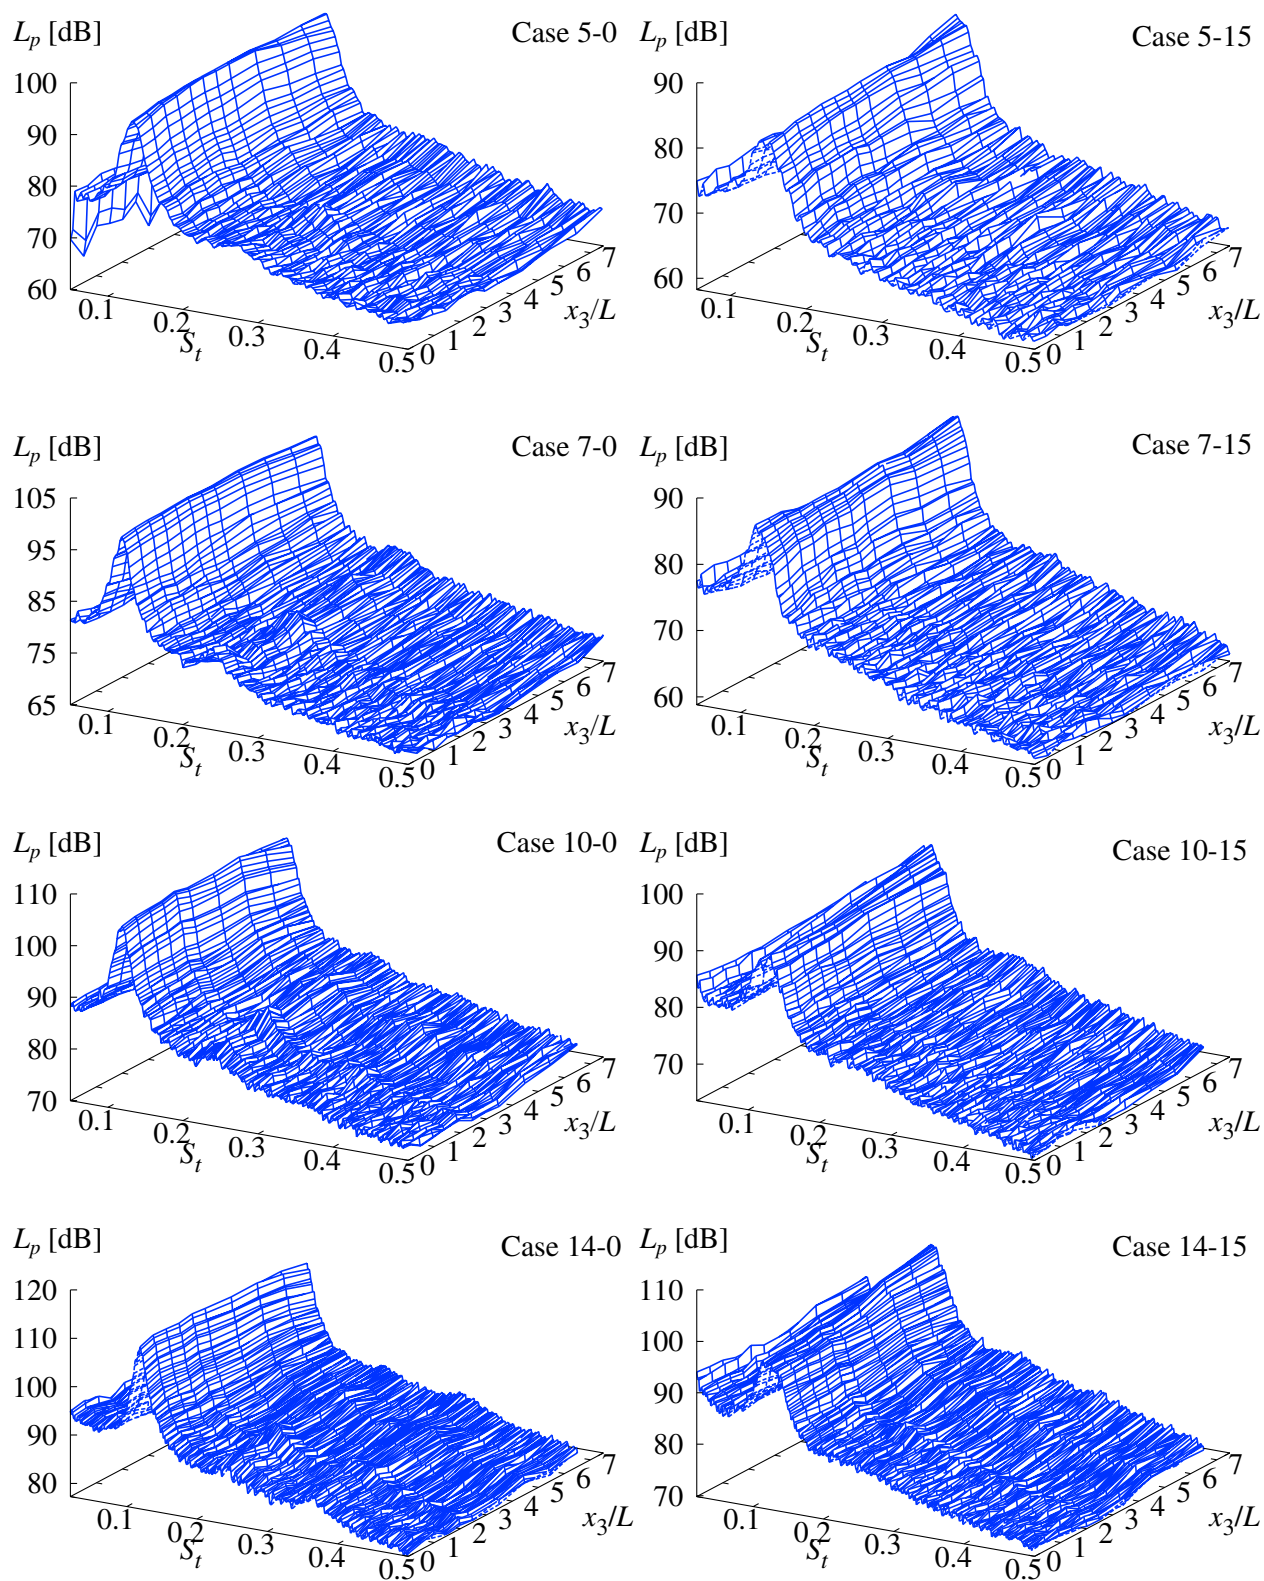 L_p [dB] Case 5-0
100
90
80
70
60
0.1 0.2 0.3 0.4 0.5
S_t
0 1 2 3 4 5 6 7
x_3/L
L_p [dB] Case 5-15
90
80
70
60
0.1 0.2 0.3 0.4 0.5
S_t
0 1 2 3 4 5 6 7
x_3/L
L_p [dB] Case 7-0
105
95
85
75
65
0.1 0.2 0.3 0.4 0.5
S_t
0 1 2 3 4 5 6 7
x_3/L
L_p [dB] Case 7-15
90
80
70
60
0.1 0.2 0.3 0.4 0.5
S_t
0 1 2 3 4 5 6 7
x_3/L
L_p [dB] Case 10-0
110
100
90
80
70
0.1 0.2 0.3 0.4 0.5
S_t
0 1 2 3 4 5 6 7
x_3/L
L_p [dB] Case 10-15
100
90
80
70
0.1 0.2 0.3 0.4 0.5
S_t
0 1 2 3 4 5 6 7
x_3/L
L_p [dB] Case 14-0
120
110
100
90
80
0.1 0.2 0.3 0.4 0.5
S_t
0 1 2 3 4 5 6 7
x_3/L
L_p [dB] Case 14-15
110
100
90
80
70
0.1 0.2 0.3 0.4 0.5
S_t
0 1 2 3 4 5 6 7
x_3/L